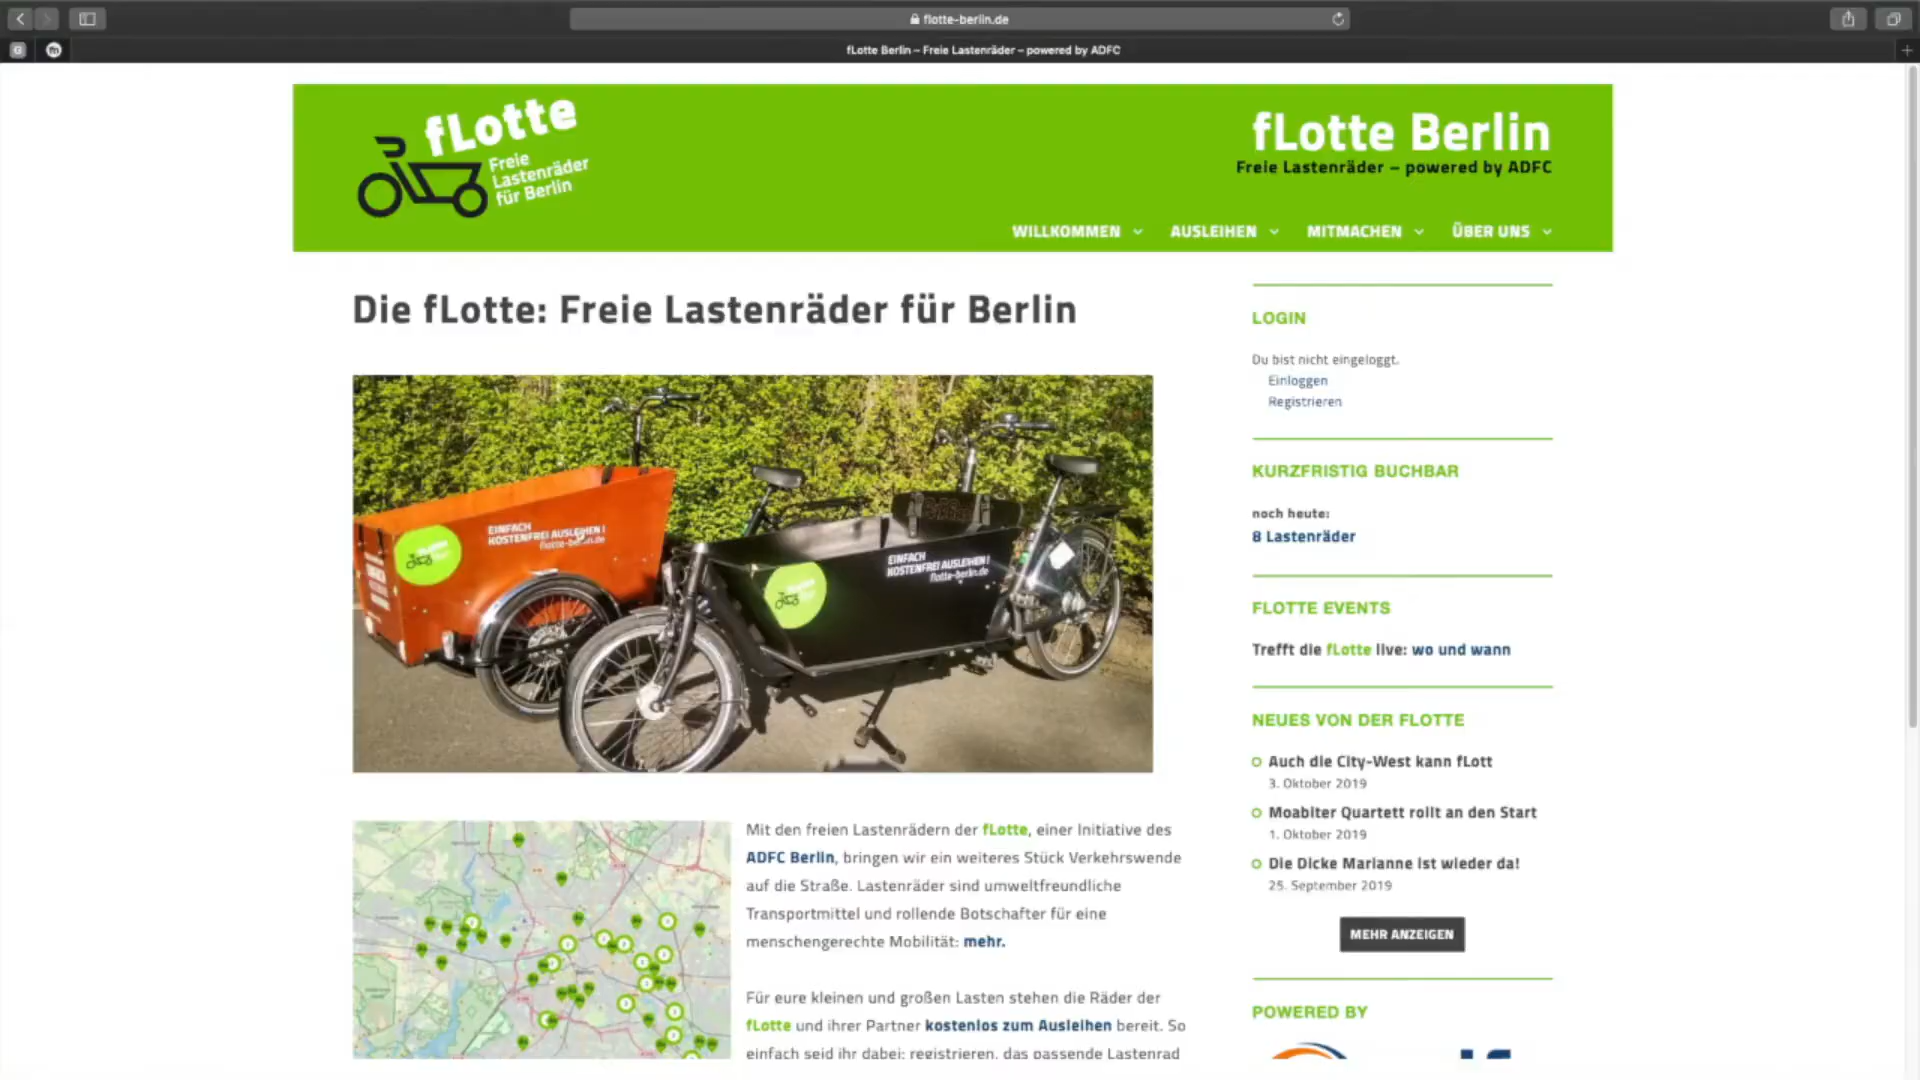 flotte-berlin.de
G
fLotte Berlin – Freie Lastenräder – powered by ADFC
fLotte
Freie
Lastenräder
für Berlin
fLotte Berlin
Freie Lastenräder – powered by ADFC
WILLKOMMEN AUSLEIHEN MITMACHEN ÜBER UNS
Die fLotte: Freie Lastenräder für Berlin
EINFACH
KOSTENFREI AUSLEIHEN !
flotte-berlin.de
EINFACH
KOSTENFREI AUSLEIHEN !
flotte-berlin.de
Mit den freien Lastenrädern der fLotte, einer Initiative des
ADFC Berlin, bringen wir ein weiteres Stück Verkehrswende
auf die Straße. Lastenräder sind umweltfreundliche
Transportmittel und rollende Botschafter für eine
menschengerechte Mobilität: mehr.
Für eure kleinen und großen Lasten stehen die Räder der
fLotte und ihrer Partner kostenlos zum Ausleihen bereit. So
einfach seid ihr dabei: registrieren, das passende Lastenrad
LOGIN
Du bist nicht eingeloggt.
Einloggen
Registrieren
KURZFRISTIG BUCHBAR
noch heute:
8 Lastenräder
FLOTTE EVENTS
Trefft die fLotte live: wo und wann
NEUES VON DER FLOTTE
Auch die City-West kann fLott
3. Oktober 2019
Moabiter Quartett rollt an den Start
1. Oktober 2019
Die Dicke Marianne ist wieder da!
25. September 2019
MEHR ANZEIGEN
POWERED BY